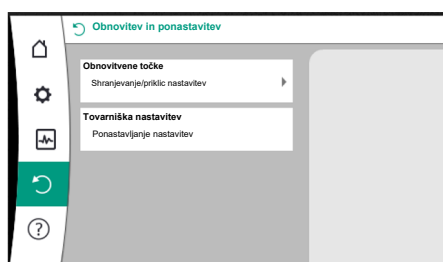 Obnovitev in ponastavitev
Obnovitvene točke
Shranjevanje/priklic nastavitev
Tovarniška nastavitev
Ponastavljanje nastavitev